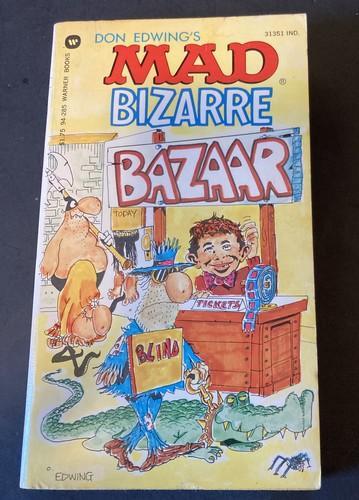 DON EDWING'S
31351 IND.
MAD®
BIZARRE
BAZAAR
$1.75 94-285 WARNER BOOKS
TODAY
TICKETS
BLIND
EDWING